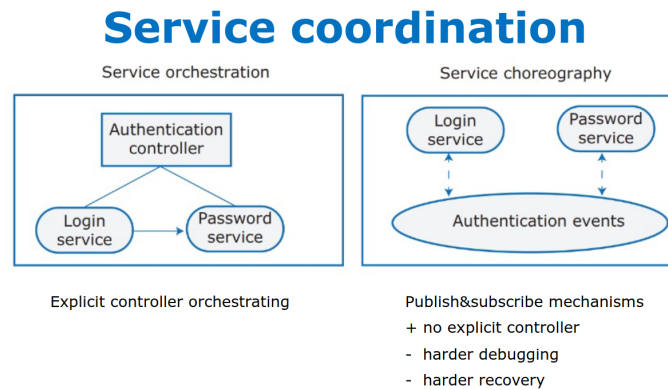 Service coordination
Service orchestration
Authentication
controller
Login
service
Password
service
Explicit controller orchestrating
Service choreography
Login
service
Password
service
Authentication events
Publish&subscribe mechanisms
+ no explicit controller
- harder debugging
- harder recovery